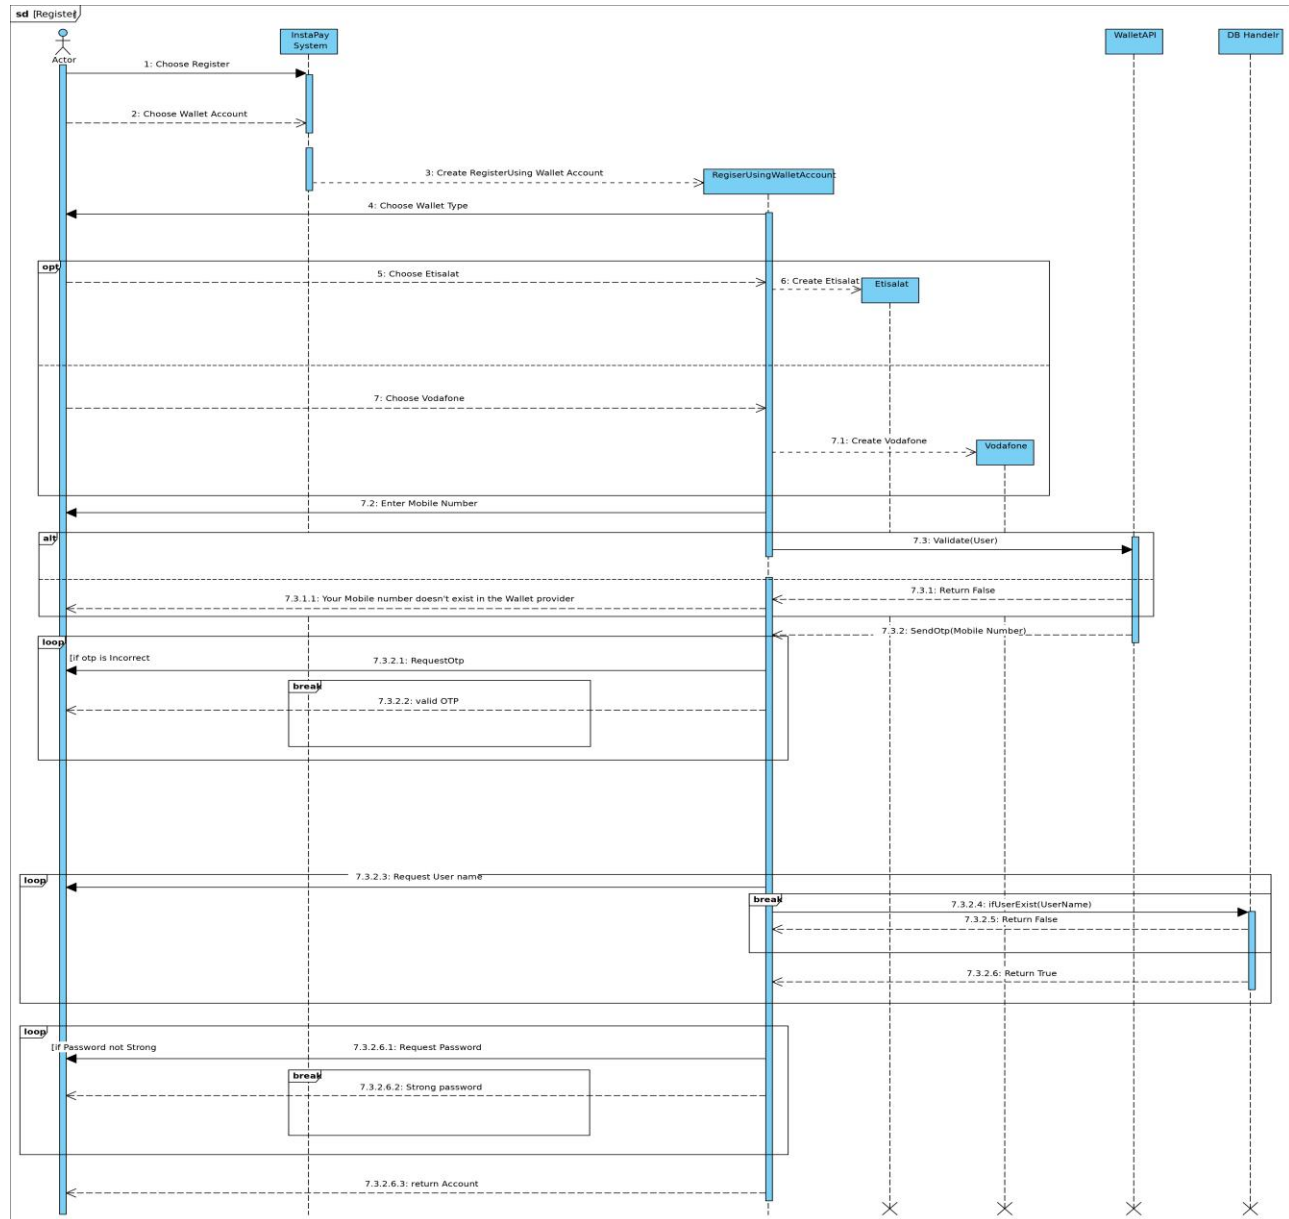 sd [Register]
InstaPay
System
WalletAPI
DB Handelr
Actor
1: Choose Register
2: Choose Wallet Account
3: Create RegisterUsing Wallet Account
RegiserUsingWalletAccount
4: Choose Wallet Type
opt
5: Choose Etisalat
6: Create Etisalat
Etisalat
7: Choose Vodafone
7.1: Create Vodafone
Vodafone
7.2: Enter Mobile Number
alt
7.3: Validate(User)
7.3.1: Return False
7.3.1.1: Your Mobile number doesn't exist in the Wallet provider
7.3.2: SendOtp(Mobile Number)
loop
[if otp is Incorrect
7.3.2.1: RequestOtp
break
7.3.2.2: valid OTP
loop
7.3.2.3: Request User name
break
7.3.2.4: ifUserExist(UserName)
7.3.2.5: Return False
7.3.2.6: Return True
loop
[if Password not Strong
7.3.2.6.1: Request Password
break
7.3.2.6.2: Strong password
7.3.2.6.3: return Account